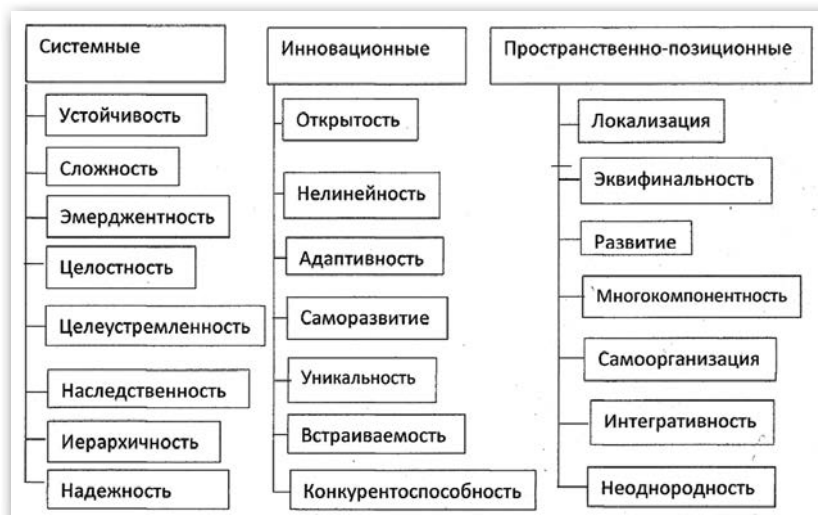 Системные
Устойчивость
Сложность
Эмерджентность
Целостность
Целеустремленность
Наследственность
Иерархичность
Надежность
Инновационные
Открытость
Нелинейность
Адаптивность
Саморазвитие
Уникальность
Встраиваемость
Конкурентоспособность
Пространственно-позиционные
Локализация
Эквифинальность
Развитие
Многокомпонентность
Самоорганизация
Интегративность
Неоднородность